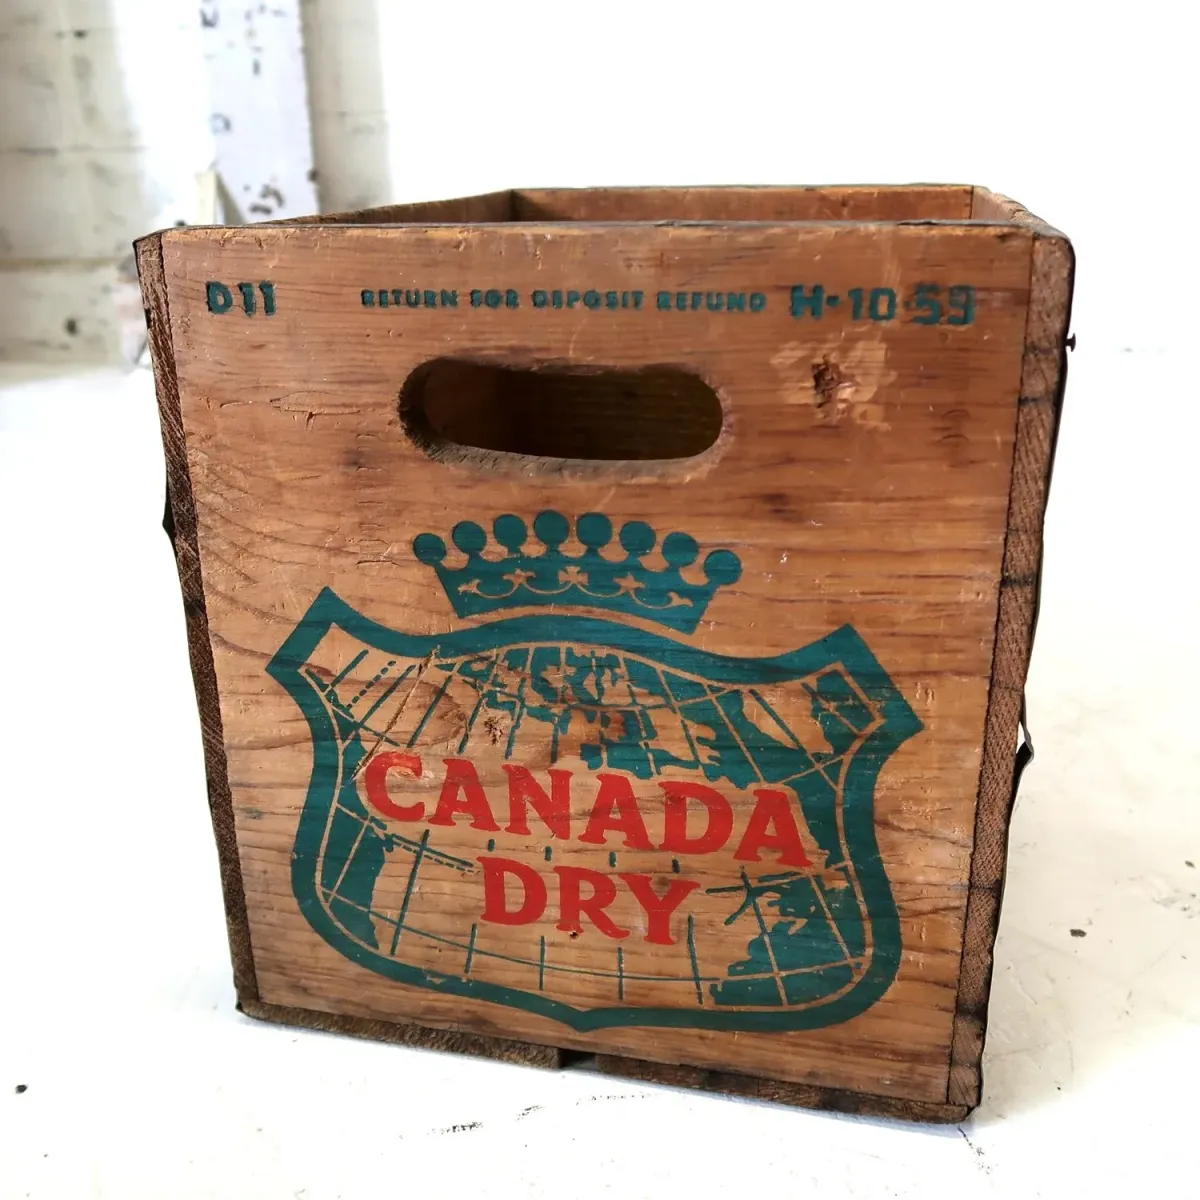 D11 RETURN FOR DEPOSIT REFUND H-10-59
CANADA
DRY